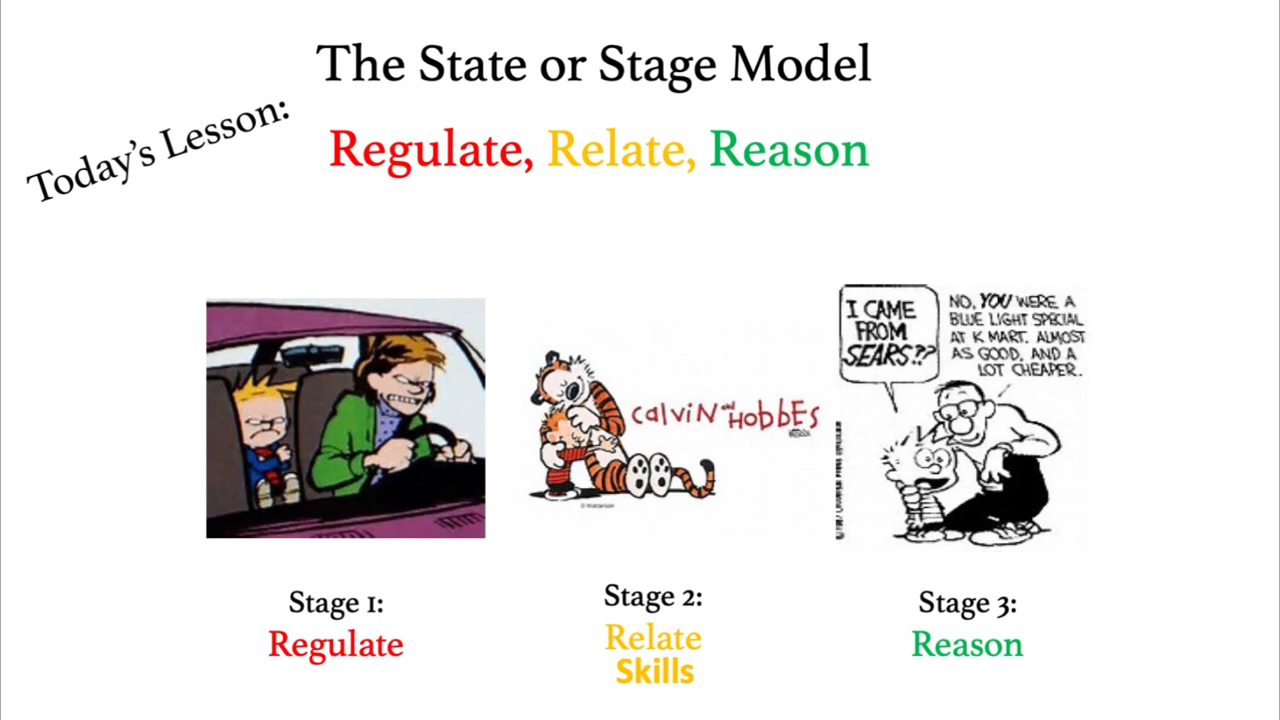 The State or Stage Model
Today's Lesson:
Regulate, Relate, Reason
I CAME
FROM
SEARS??
NO, YOU WERE A
BLUE LIGHT SPECIAL
AT K MART. ALMOST
AS GOOD, AND A
LOT CHEAPER.
CALVIN and HOBBES
Stage 1:
Regulate
Stage 2:
Relate
Skills
Stage 3:
Reason